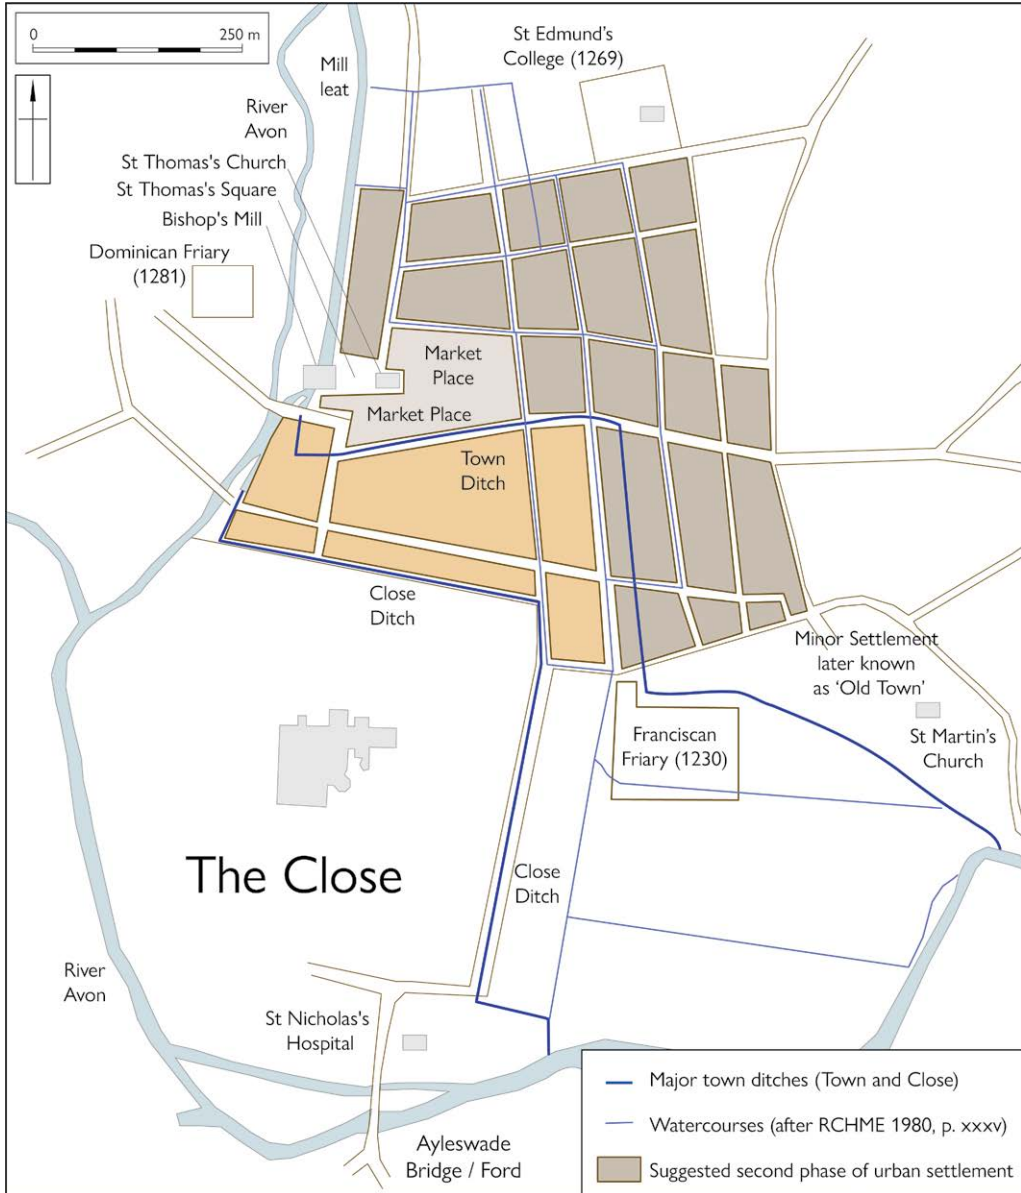 0
250 m
Mill
leat
St Edmund's
College (1269)
River
Avon
St Thomas's Church
St Thomas's Square
Bishop's Mill
Dominican Friary
(1281)
Market
Place
Market Place
Town
Ditch
Close
Ditch
Minor Settlement
later known
as ‘Old Town’
St Martin's
Church
Franciscan
Friary (1230)
The Close
Close
Ditch
River
Avon
St Nicholas's
Hospital
Ayleswade
Bridge / Ford
Major town ditches (Town and Close)
Watercourses (after RCHME 1980, p. xxxv)
Suggested second phase of urban settlement